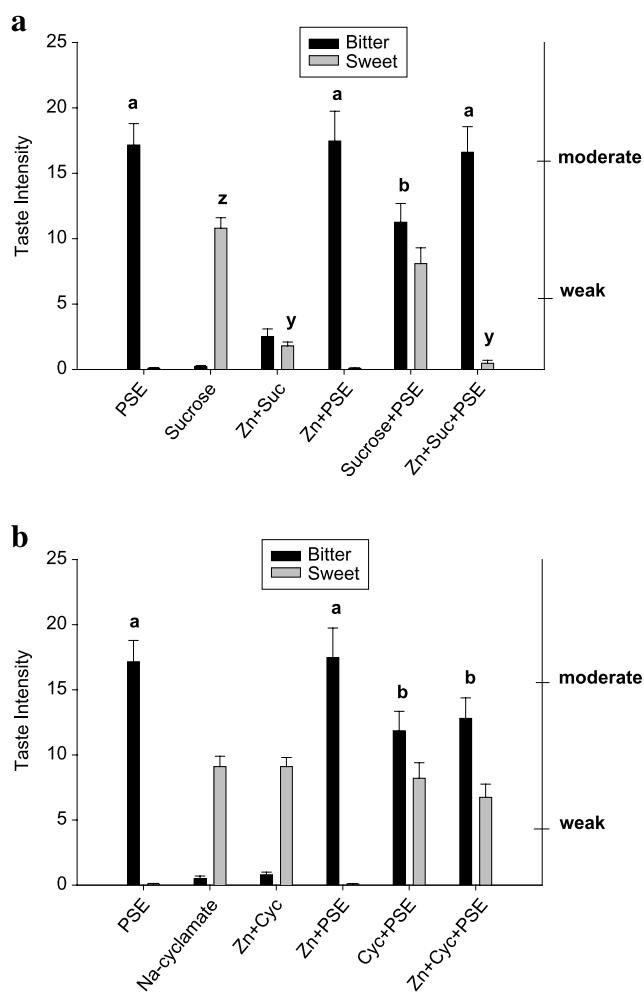 a
Bitter
Sweet
25
20
15
10
5
0
Taste Intensity
a
z
y
a
b
a
y
moderate
weak
PSE
Sucrose
Zn+Suc
Zn+PSE
Sucrose+PSE
Zn+Suc+PSE
b
Bitter
Sweet
25
20
15
10
5
0
Taste Intensity
a
a
b
b
moderate
weak
PSE
Na-cyclamate
Zn+Cyc
Zn+PSE
Cyc+PSE
Zn+Cyc+PSE